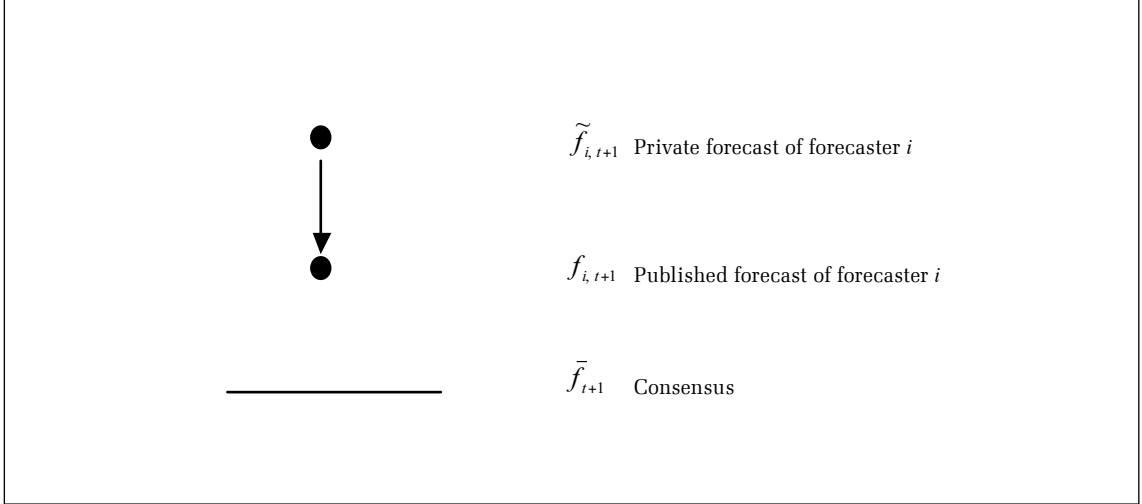 f̃i, t+1 Private forecast of forecaster i
fi, t+1 Published forecast of forecaster i
f̄t+1 Consensus